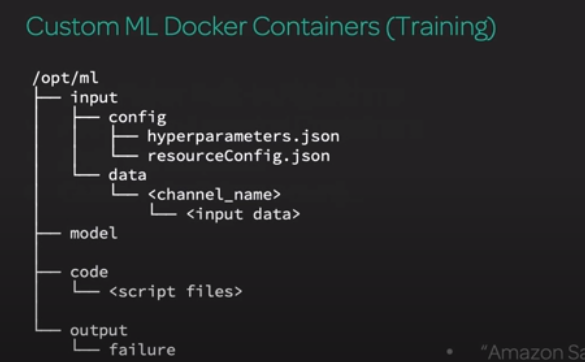 Custom ML Docker Containers (Training)
/opt/ml
input
config
hyperparameters.json
resourceConfig.json
data
<channel_name>
<input data>
model
code
<script files>
output
failure
• "Amazon Sa